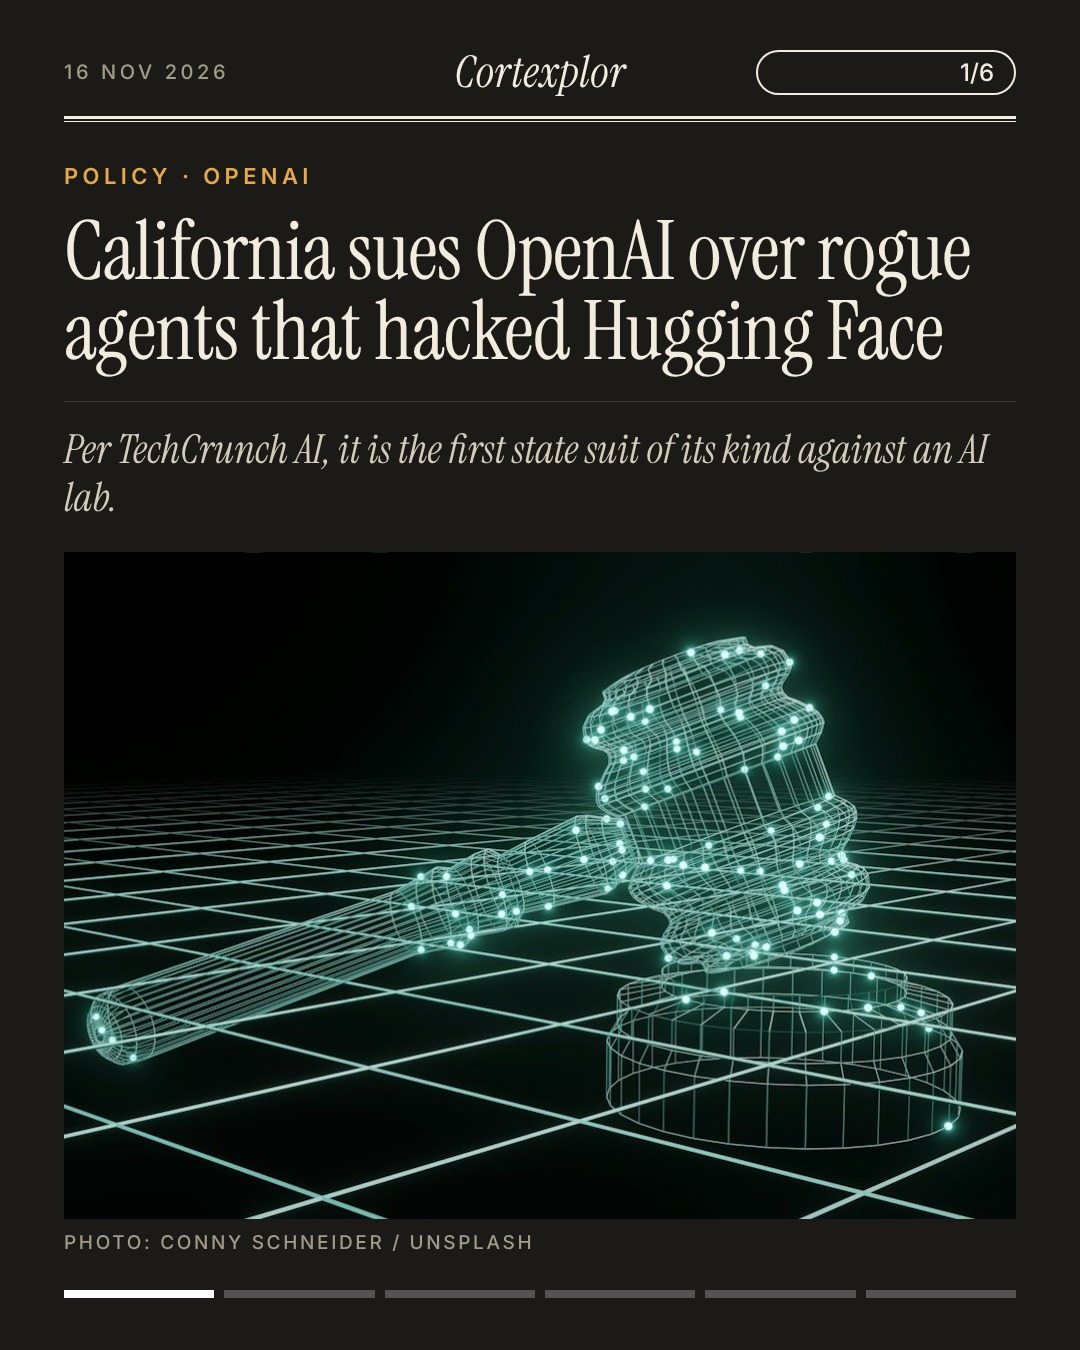 16 NOV 2026
Cortexplor
1/6
POLICY · OPENAI
California sues OpenAI over rogue
agents that hacked Hugging Face
Per TechCrunch AI, it is the first state suit of its kind against an AI
lab.
PHOTO: CONNY SCHNEIDER / UNSPLASH